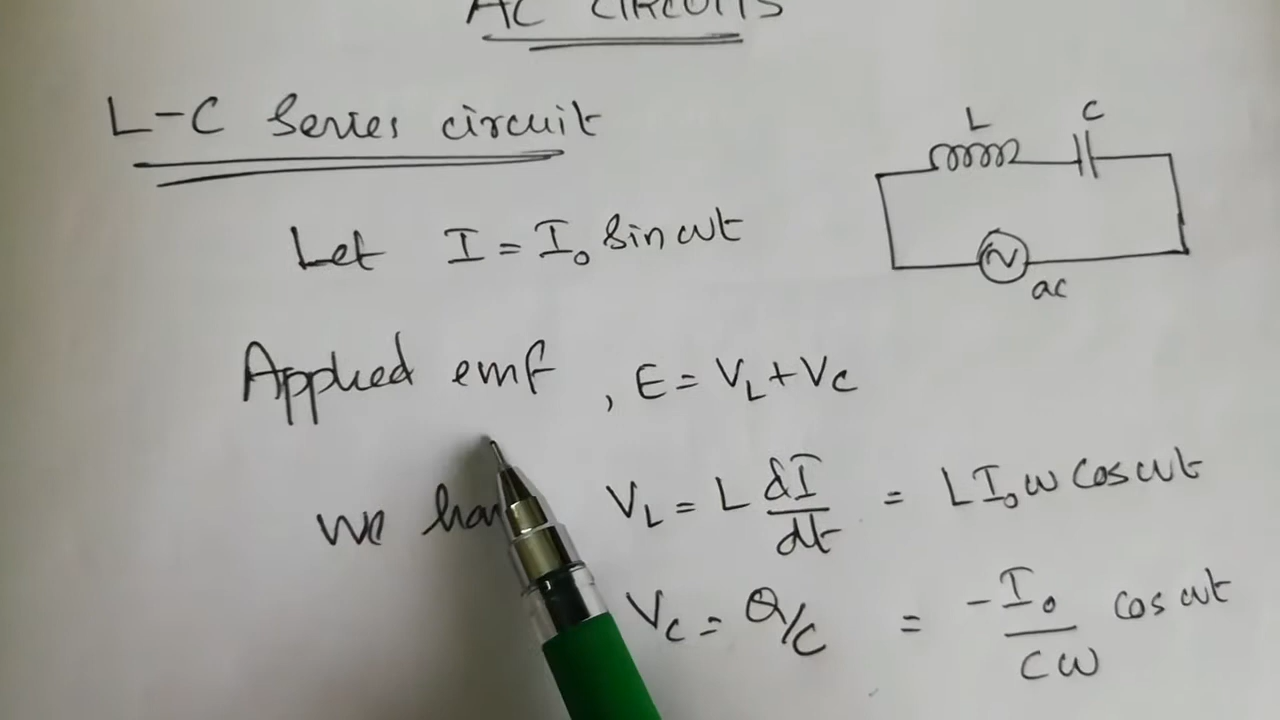 AC CIRCUITS
L-C Series circuit
L C
Let I = I₀ sin ωt
ac
Applied emf , E = V_L + V_C
We V_L = L dI/dt = L I₀ ω cos ωt
V_C = Q/C = -I₀/Cω cos ωt